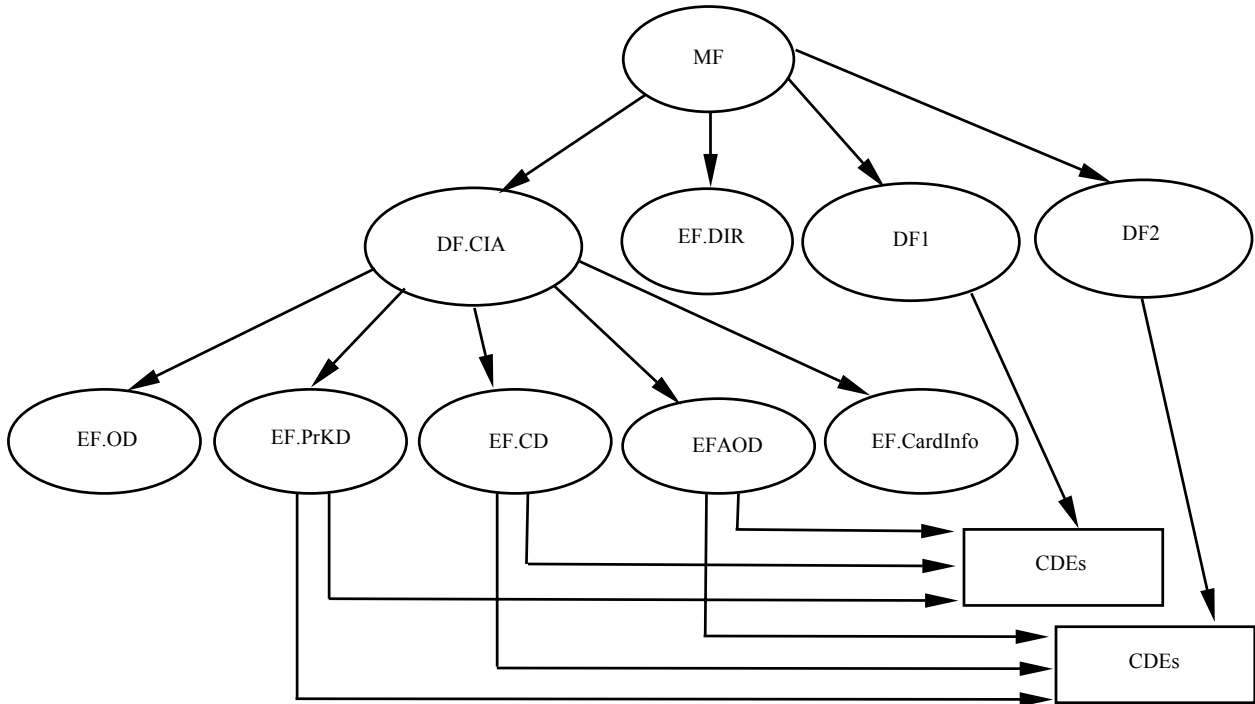 MF
DF.CIA
EF.DIR
DF1
DF2
EF.OD
EF.PrKD
EF.CD
EFAOD
EF.CardInfo
CDEs
CDEs